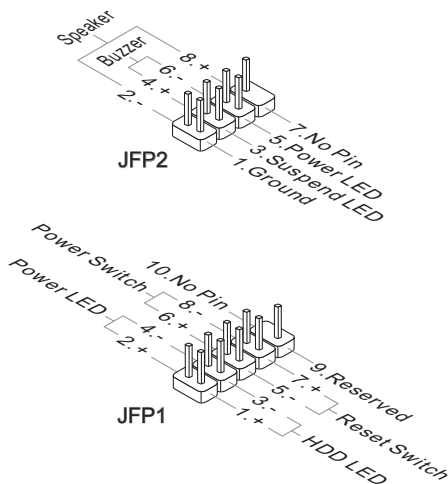 Speaker
Buzzer
8.+
6.-
4.+
2.-
7.No Pin
5.Power LED
3.Suspend LED
1.Ground
JFP2
Power Switch
Power LED
10.No Pin
8.-
6.+
4.-
2.+
9.Reserved
7.+
5.-
3.-
1.+
Reset Switch
HDD LED
JFP1